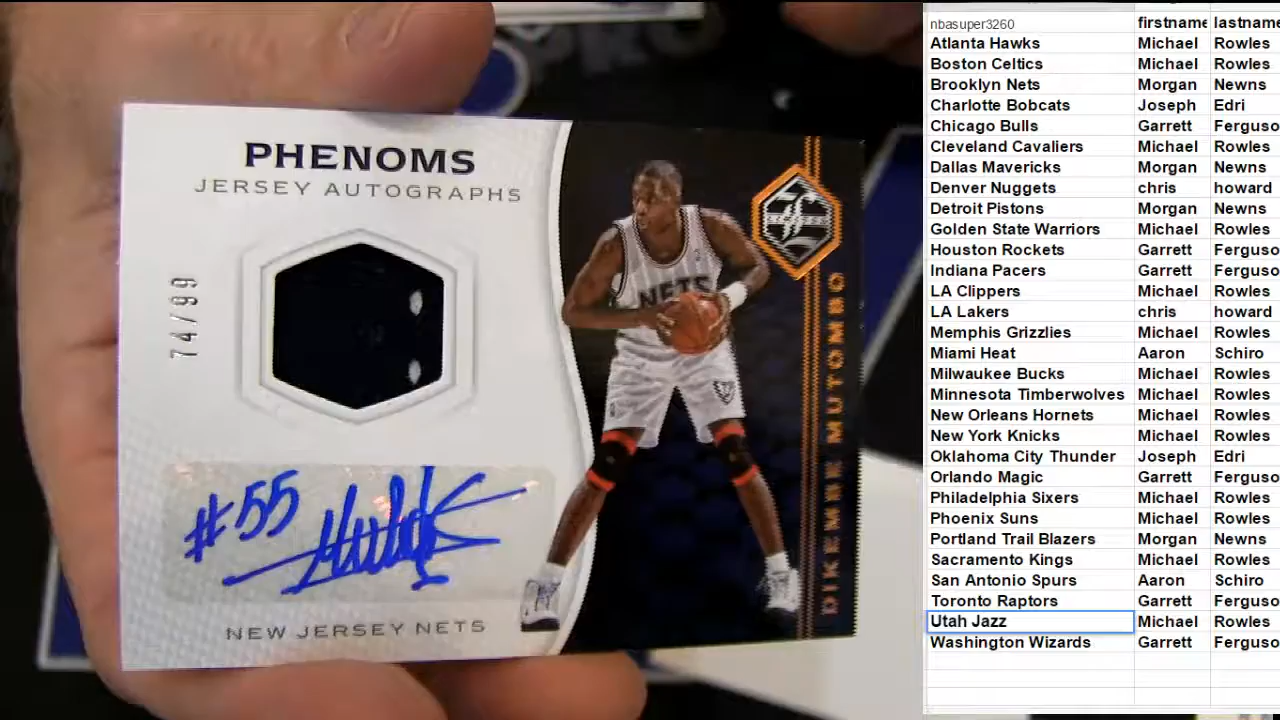 PHENOMS
JERSEY AUTOGRAPHS
74/99
#55
NEW JERSEY NETS
NETS
LIMITED
DIKEMBE MUTOMBO
nbasuper3260 firstname lastname
Atlanta Hawks Michael Rowles
Boston Celtics Michael Rowles
Brooklyn Nets Morgan Newns
Charlotte Bobcats Joseph Edri
Chicago Bulls Garrett Ferguso
Cleveland Cavaliers Michael Rowles
Dallas Mavericks Morgan Newns
Denver Nuggets chris howard
Detroit Pistons Morgan Newns
Golden State Warriors Michael Rowles
Houston Rockets Garrett Ferguso
Indiana Pacers Garrett Ferguso
LA Clippers Michael Rowles
LA Lakers chris howard
Memphis Grizzlies Michael Rowles
Miami Heat Aaron Schiro
Milwaukee Bucks Michael Rowles
Minnesota Timberwolves Michael Rowles
New Orleans Hornets Michael Rowles
New York Knicks Michael Rowles
Oklahoma City Thunder Joseph Edri
Orlando Magic Garrett Ferguso
Philadelphia Sixers Michael Rowles
Phoenix Suns Michael Rowles
Portland Trail Blazers Morgan Newns
Sacramento Kings Michael Rowles
San Antonio Spurs Aaron Schiro
Toronto Raptors Garrett Ferguso
Utah Jazz Michael Rowles
Washington Wizards Garrett Ferguso